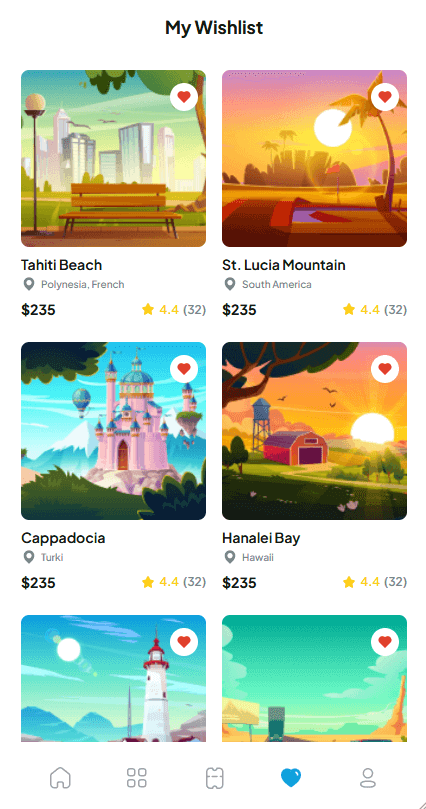 My Wishlist
Tahiti Beach
Polynesia, French
$235
4.4 (32)
St. Lucia Mountain
South America
$235
4.4 (32)
Cappadocia
Turki
$235
4.4 (32)
Hanalei Bay
Hawaii
$235
4.4 (32)